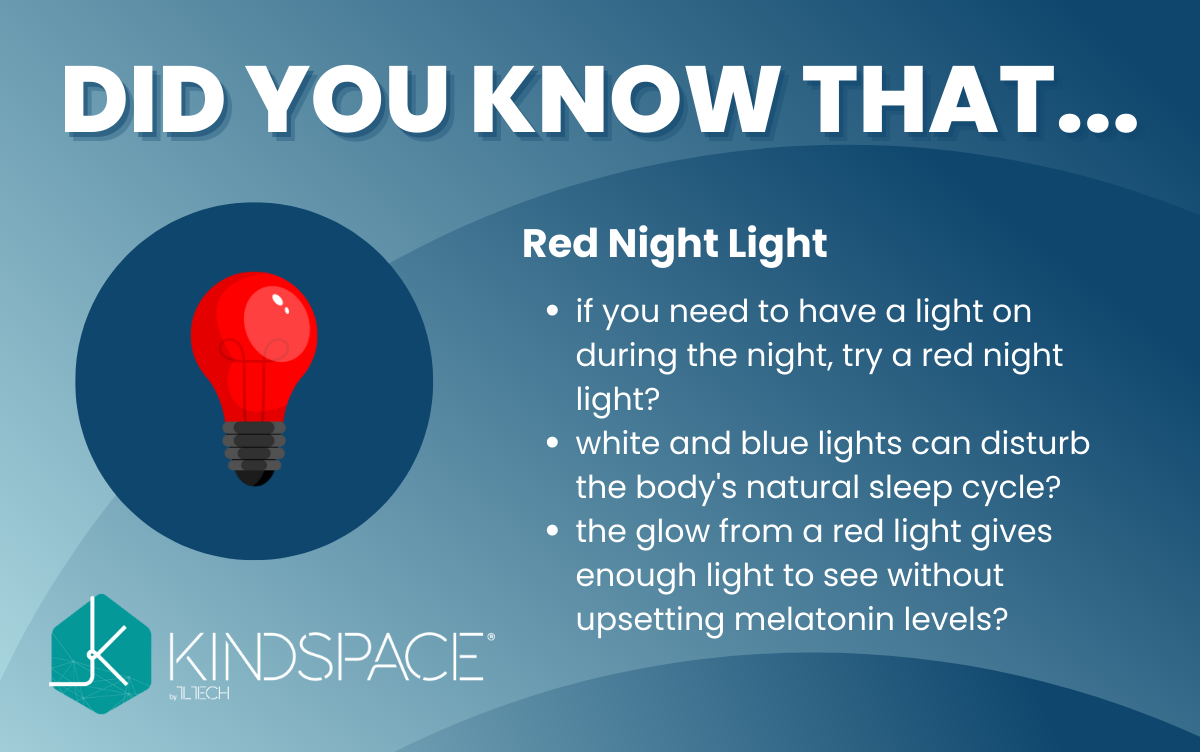 DID YOU KNOW THAT...
Red Night Light
• if you need to have a light on
during the night, try a red night
light?
• white and blue lights can disturb
the body's natural sleep cycle?
• the glow from a red light gives
enough light to see without
upsetting melatonin levels?
KINDSPACE®
by TLTECH